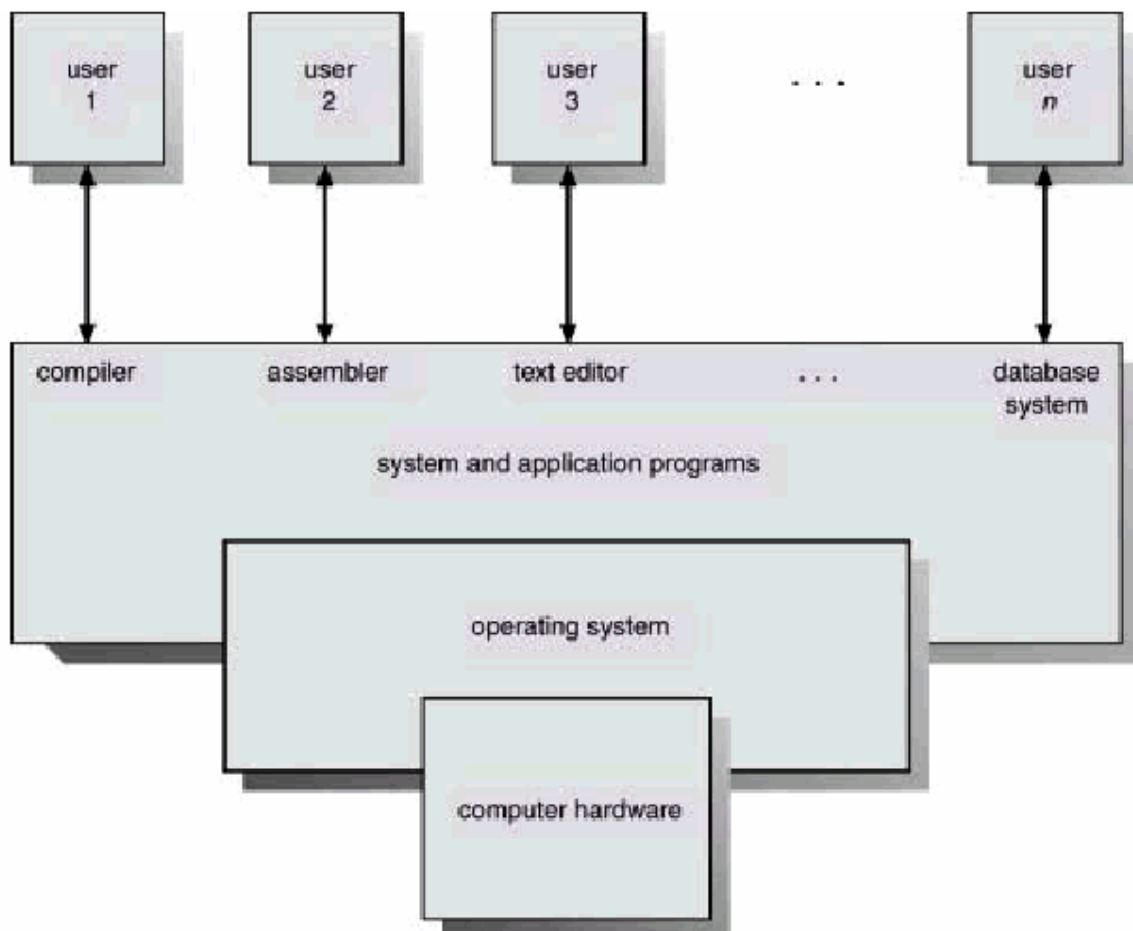 user
1
user
2
user
3
. . .
user
n
compiler
assembler
text editor
. . .
database
system
system and application programs
operating system
computer hardware